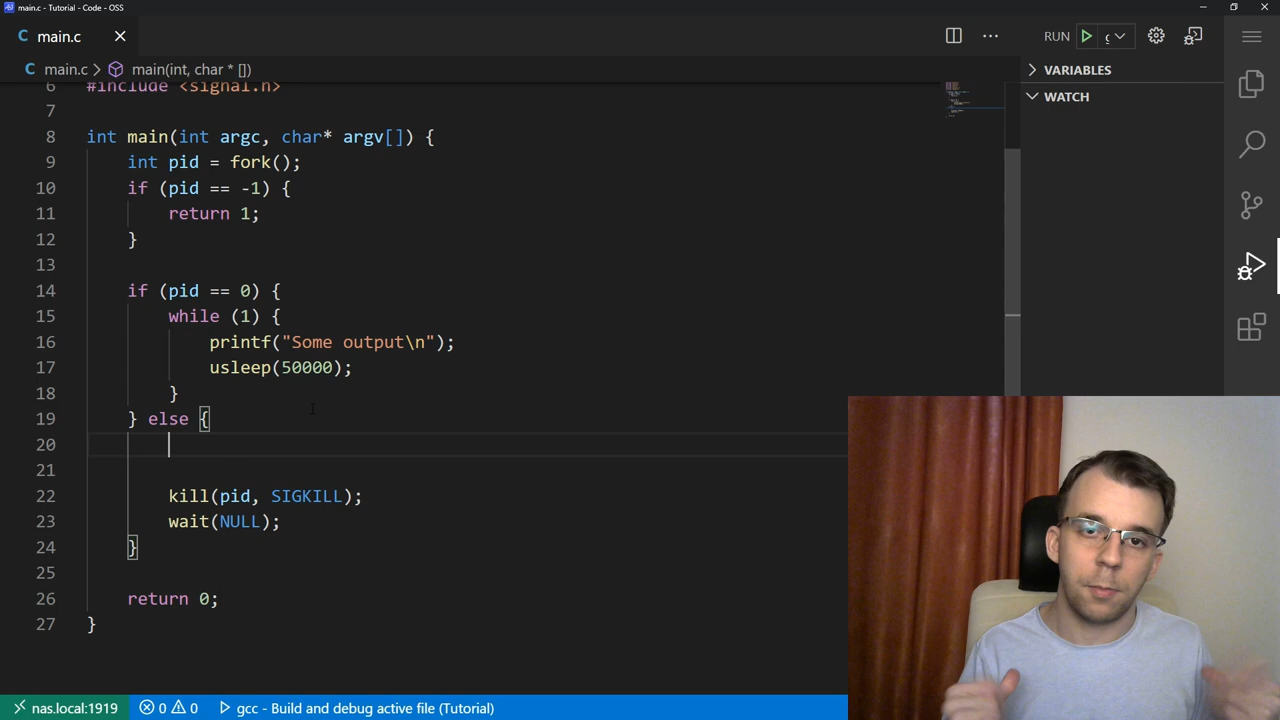 main.c - Tutorial - Code - OSS
C main.c
RUN
C main.c > main(int, char * [])
VARIABLES
WATCH
6 #include <signal.h>
7
8 int main(int argc, char* argv[]) {
9 int pid = fork();
10 if (pid == -1) {
11 return 1;
12 }
13
14 if (pid == 0) {
15 while (1) {
16 printf("Some output\n");
17 usleep(50000);
18 }
19 } else {
20
21
22 kill(pid, SIGKILL);
23 wait(NULL);
24 }
25
26 return 0;
27 }
nas.local:1919 0 0 gcc - Build and debug active file (Tutorial)